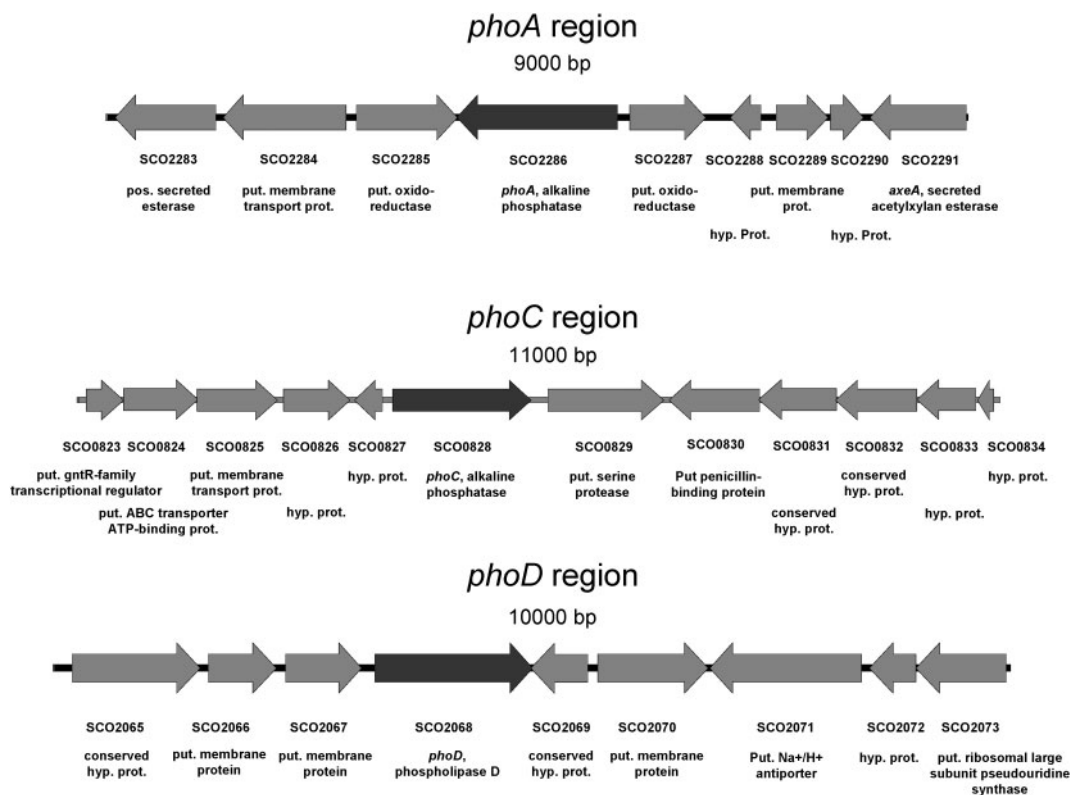 phoA region
9000 bp
SCO2283 SCO2284 SCO2285 SCO2286 SCO2287 SCO2288 SCO2289 SCO2290 SCO2291
pos. secreted esterase
put. membrane transport prot.
put. oxido-reductase
phoA, alkaline phosphatase
put. oxido-reductase
hyp. Prot.
put. membrane prot.
hyp. Prot.
axeA, secreted acetylxylan esterase
phoC region
11000 bp
SCO0823 SCO0824 SCO0825 SCO0826 SCO0827 SCO0828 SCO0829 SCO0830 SCO0831 SCO0832 SCO0833 SCO0834
put. gntR-family
transcriptional regulator
put. ABC transporter
ATP-binding prot.
put. membrane
transport prot.
hyp. prot.
hyp. prot.
phoC, alkaline
phosphatase
put. serine
protease
Put penicillin-
binding protein
conserved
hyp. prot.
conserved
hyp. prot.
hyp. prot.
hyp. prot.
phoD region
10000 bp
SCO2065 SCO2066 SCO2067 SCO2068 SCO2069 SCO2070 SCO2071 SCO2072 SCO2073
conserved
hyp. prot.
put. membrane
protein
put. membrane
protein
phoD,
phospholipase D
conserved
hyp. prot.
put. membrane
protein
Put. Na+/H+
antiporter
hyp. prot.
put. ribosomal large
subunit pseudouridine
synthase